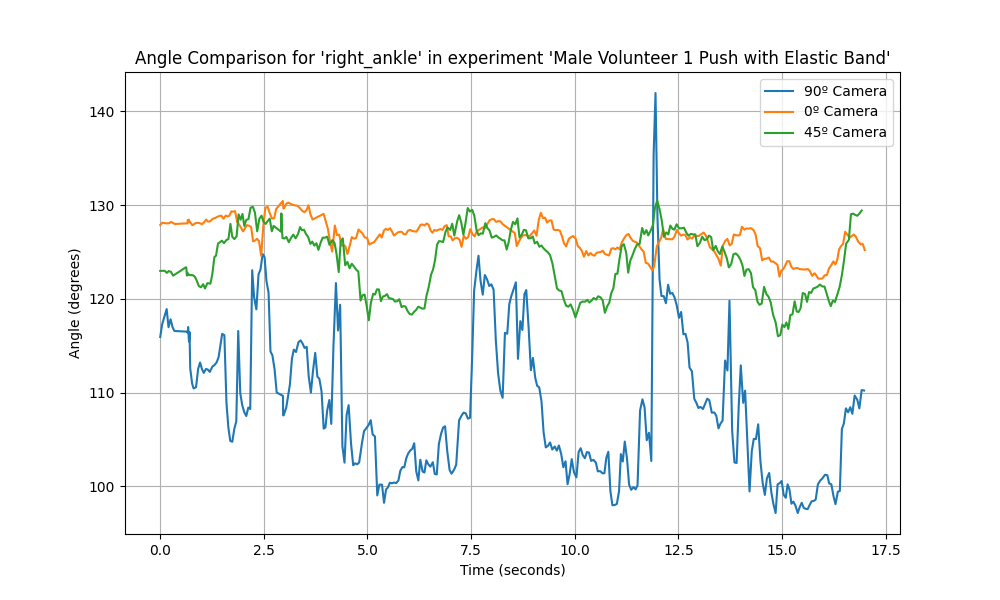 Angle Comparison for 'right_ankle' in experiment 'Male Volunteer 1 Push with Elastic Band'
90º Camera
0º Camera
45º Camera
Angle (degrees)
140
130
120
110
100
0.0 2.5 5.0 7.5 10.0 12.5 15.0 17.5
Time (seconds)